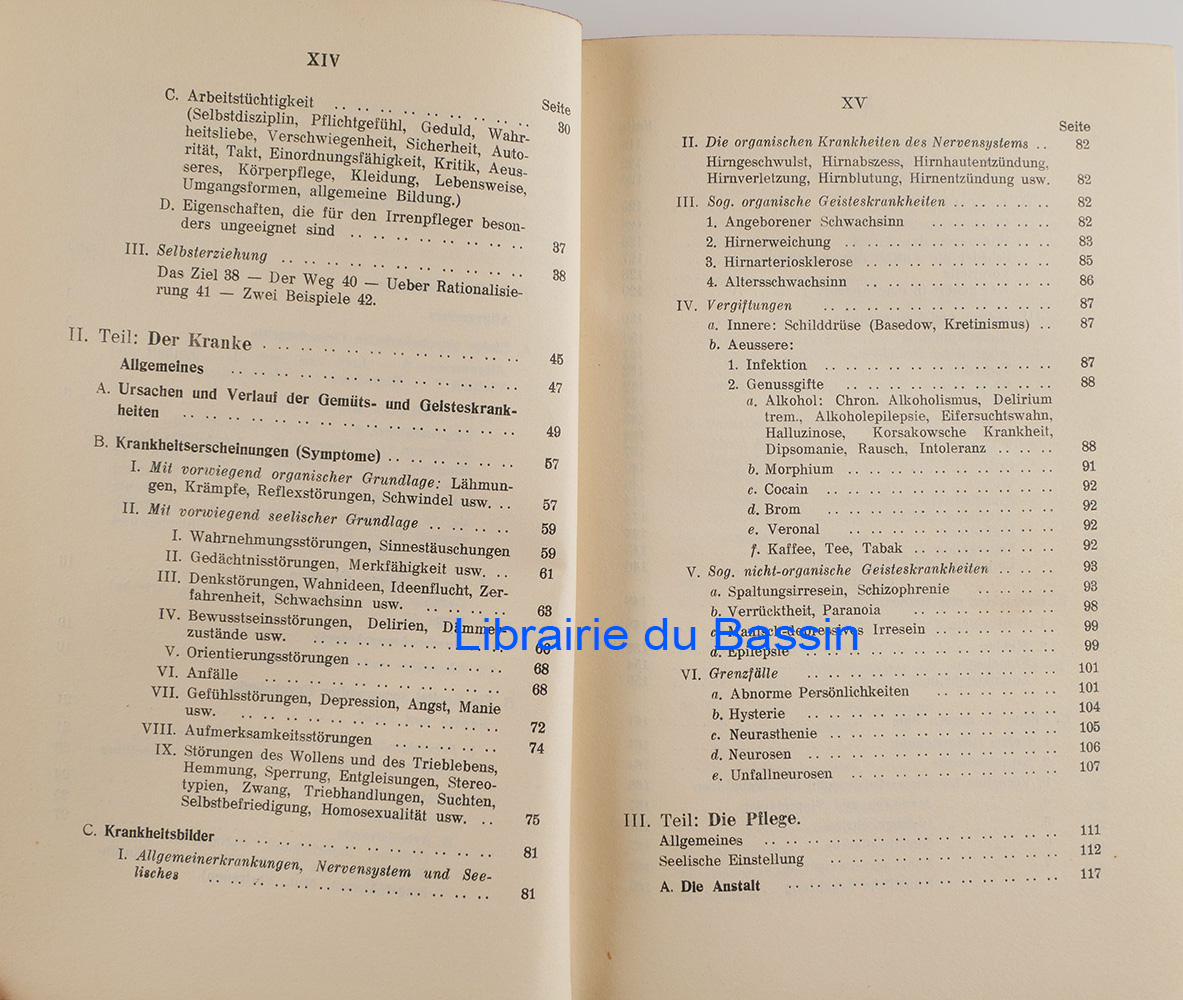 XIV
Seite
C. Arbeitstüchtigkeit .. .. .. .. .. .. .. .. .. 30
(Selbstdisziplin, Pflichtgefühl, Geduld, Wahr-
heitsliebe, Verschwiegenheit, Sicherheit, Auto-
rität, Takt, Einordnungsfähigkeit, Kritik, Aeus-
seres, Körperpflege, Kleidung, Lebensweise,
Umgangsformen, allgemeine Bildung.)
D. Eigenschaften, die für den Irrenpfleger beson-
ders ungeeignet sind .. .. .. .. .. .. .. .. 37
III. Selbsterziehung .. .. .. .. .. .. .. .. .. .. 38
Das Ziel 38 — Der Weg 40 — Ueber Rationalisie-
rung 41 — Zwei Beispiele 42.
II. Teil: Der Kranke .. .. .. .. .. .. .. .. .. .. 45
Allgemeines .. .. .. .. .. .. .. .. .. .. .. .. 47
A. Ursachen und Verlauf der Gemüts- und Geisteskrank-
heiten .. .. .. .. .. .. .. .. .. .. .. .. .. 49
B. Krankheitserscheinungen (Symptome) .. .. .. .. .. 57
I. Mit vorwiegend organischer Grundlage: Lähmun-
gen, Krämpfe, Reflexstörungen, Schwindel usw. .. 57
II. Mit vorwiegend seelischer Grundlage .. .. .. .. 59
I. Wahrnehmungsstörungen, Sinnestäuschungen 59
II. Gedächtnisstörungen, Merkfähigkeit usw. .. 61
III. Denkstörungen, Wahnideen, Ideenflucht, Zer-
fahrenheit, Schwachsinn usw. .. .. .. .. 63
IV. Bewusstseinsstörungen, Delirien, Dämmer-
zustände usw. .. .. .. .. .. .. .. .. 66
V. Orientierungsstörungen .. .. .. .. .. .. 68
VI. Anfälle .. .. .. .. .. .. .. .. .. .. 68
VII. Gefühlsstörungen, Depression, Angst, Manie
usw. .. .. .. .. .. .. .. .. .. .. .. 72
VIII. Aufmerksamkeitsstörungen .. .. .. .. .. 74
IX. Störungen des Wollens und des Trieblebens,
Hemmung, Sperrung, Entgleisungen, Stereo-
typien, Zwang, Triebhandlungen, Suchten,
Selbstbefriedigung, Homosexualität usw. .. 75
C. Krankheitsbilder .. .. .. .. .. .. .. .. .. .. 81
I. Allgemeinerkrankungen, Nervensystem und See-
lisches .. .. .. .. .. .. .. .. .. .. .. 81
XV
Seite
II. Die organischen Krankheiten des Nervensystems .. 82
Hirngeschwulst, Hirnabszess, Hirnhautentzündung,
Hirnverletzung, Hirnblutung, Hirnentzündung usw. 82
III. Sog. organische Geisteskrankheiten .. .. .. .. .. 82
1. Angeborener Schwachsinn .. .. .. .. .. .. 82
2. Hirnerweichung .. .. .. .. .. .. .. .. .. 83
3. Hirnarteriosklerose .. .. .. .. .. .. .. .. 85
4. Altersschwachsinn .. .. .. .. .. .. .. .. 86
IV. Vergiftungen .. .. .. .. .. .. .. .. .. .. 87
a. Innere: Schilddrüse (Basedow, Kretinismus) .. 87
b. Aeussere:
1. Infektion .. .. .. .. .. .. .. .. .. .. 87
2. Genussgifte .. .. .. .. .. .. .. .. .. 88
a. Alkohol: Chron. Alkoholismus, Delirium
trem., Alkoholepilepsie, Eifersuchtswahn,
Halluzinose, Korsakowsche Krankheit,
Dipsomanie, Rausch, Intoleranz .. .. .. 88
b. Morphium .. .. .. .. .. .. .. .. .. 91
c. Cocain .. .. .. .. .. .. .. .. .. .. 92
d. Brom .. .. .. .. .. .. .. .. .. .. 92
e. Veronal .. .. .. .. .. .. .. .. .. 92
f. Kaffee, Tee, Tabak .. .. .. .. .. .. 92
V. Sog. nicht-organische Geisteskrankheiten .. .. .. 93
a. Spaltungsirresein, Schizophrenie .. .. .. .. 93
b. Verrücktheit, Paranoia .. .. .. .. .. .. .. 98
c. Manisch-depressives Irresein .. .. .. .. .. 99
d. Epilepsie .. .. .. .. .. .. .. .. .. .. 99
VI. Grenzfälle .. .. .. .. .. .. .. .. .. .. .. 101
a. Abnorme Persönlichkeiten .. .. .. .. .. .. 101
b. Hysterie .. .. .. .. .. .. .. .. .. .. .. 104
c. Neurasthenie .. .. .. .. .. .. .. .. .. .. 105
d. Neurosen .. .. .. .. .. .. .. .. .. .. .. 106
e. Unfallneurosen .. .. .. .. .. .. .. .. .. 107
III. Teil: Die Pflege.
Allgemeines .. .. .. .. .. .. .. .. .. .. .. .. 111
Seelische Einstellung .. .. .. .. .. .. .. .. .. 112
A. Die Anstalt .. .. .. .. .. .. .. .. .. .. .. 117
Librairie du Bassin